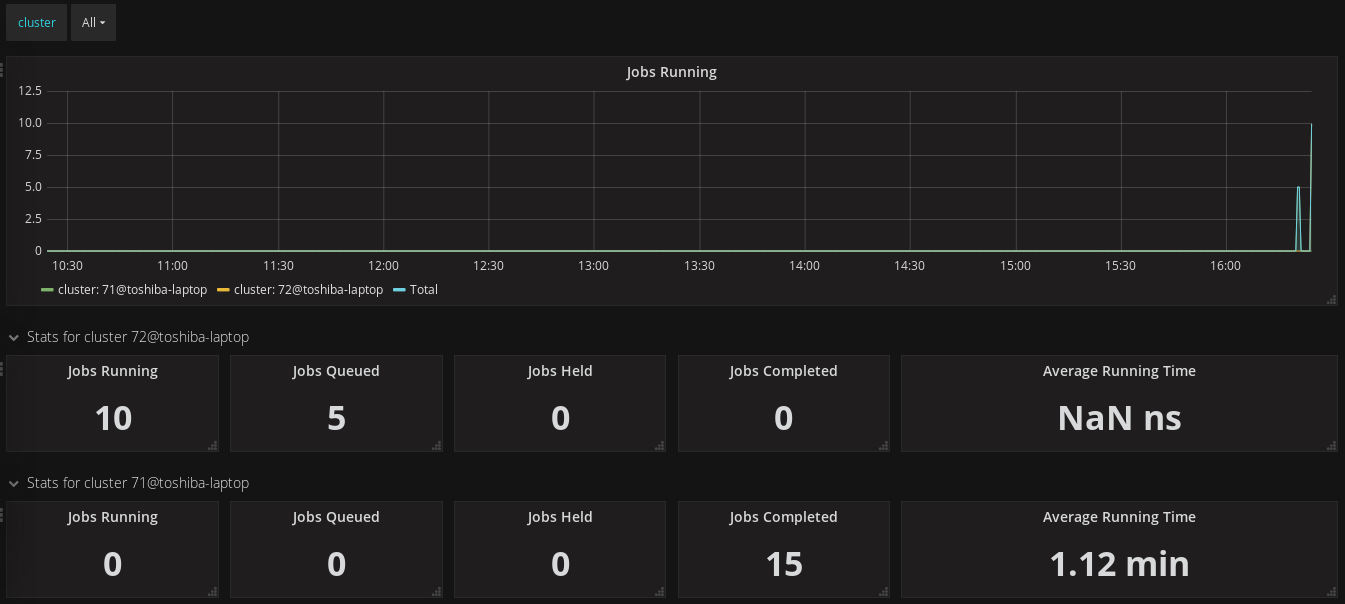 cluster All
Jobs Running
12.5
10.0
7.5
5.0
2.5
0
10:30 11:00 11:30 12:00 12:30 13:00 13:30 14:00 14:30 15:00 15:30 16:00
cluster: 71@toshiba-laptop cluster: 72@toshiba-laptop Total
Stats for cluster 72@toshiba-laptop
Jobs Running Jobs Queued Jobs Held Jobs Completed Average Running Time
10 5 0 0 NaN ns
Stats for cluster 71@toshiba-laptop
Jobs Running Jobs Queued Jobs Held Jobs Completed Average Running Time
0 0 0 15 1.12 min